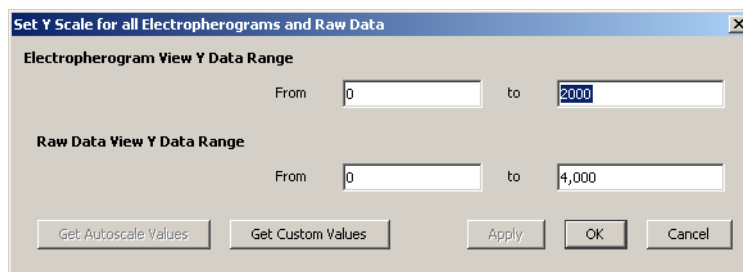 Set Y Scale for all Electropherograms and Raw Data
Electropherogram View Y Data Range
From 0 to 2000
Raw Data View Y Data Range
From 0 to 4,000
Get Autoscale Values Get Custom Values Apply OK Cancel